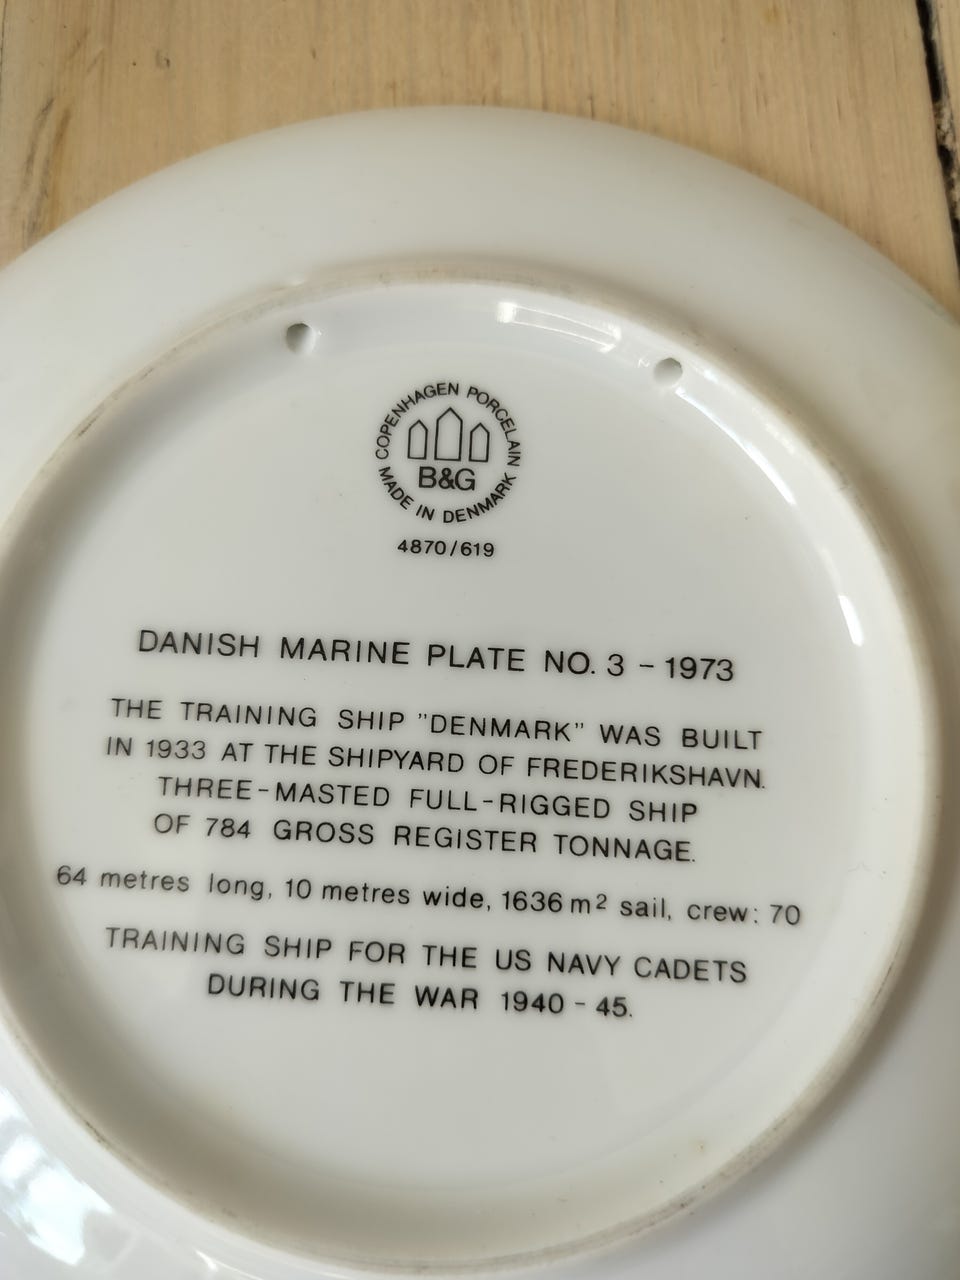 COPENHAGEN PORCELAIN
B&G
MADE IN DENMARK
4870/619
DANISH MARINE PLATE NO. 3 - 1973
THE TRAINING SHIP "DENMARK" WAS BUILT
IN 1933 AT THE SHIPYARD OF FREDERIKSHAVN.
THREE-MASTED FULL-RIGGED SHIP
OF 784 GROSS REGISTER TONNAGE.
64 metres long, 10 metres wide, 1636 m² sail, crew: 70
TRAINING SHIP FOR THE US NAVY CADETS
DURING THE WAR 1940 - 45.